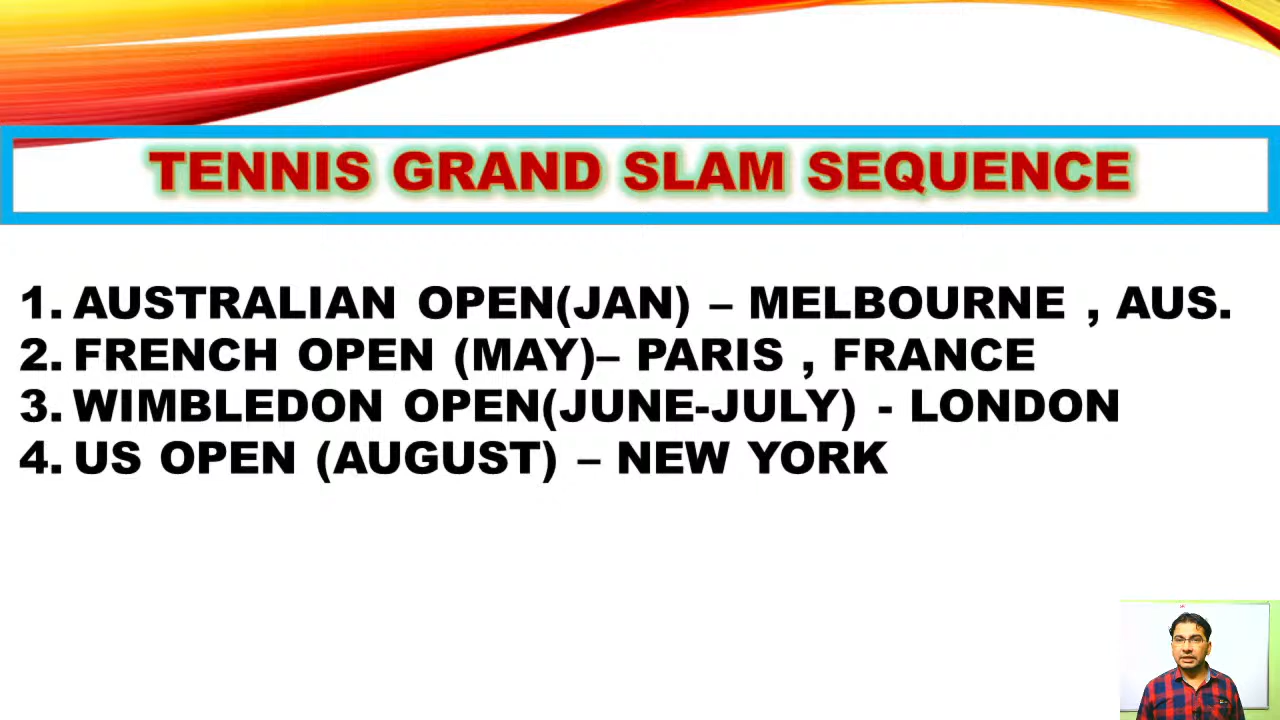 TENNIS GRAND SLAM SEQUENCE
1. AUSTRALIAN OPEN(JAN) – MELBOURNE , AUS.
2. FRENCH OPEN (MAY)– PARIS , FRANCE
3. WIMBLEDON OPEN(JUNE-JULY) - LONDON
4. US OPEN (AUGUST) – NEW YORK